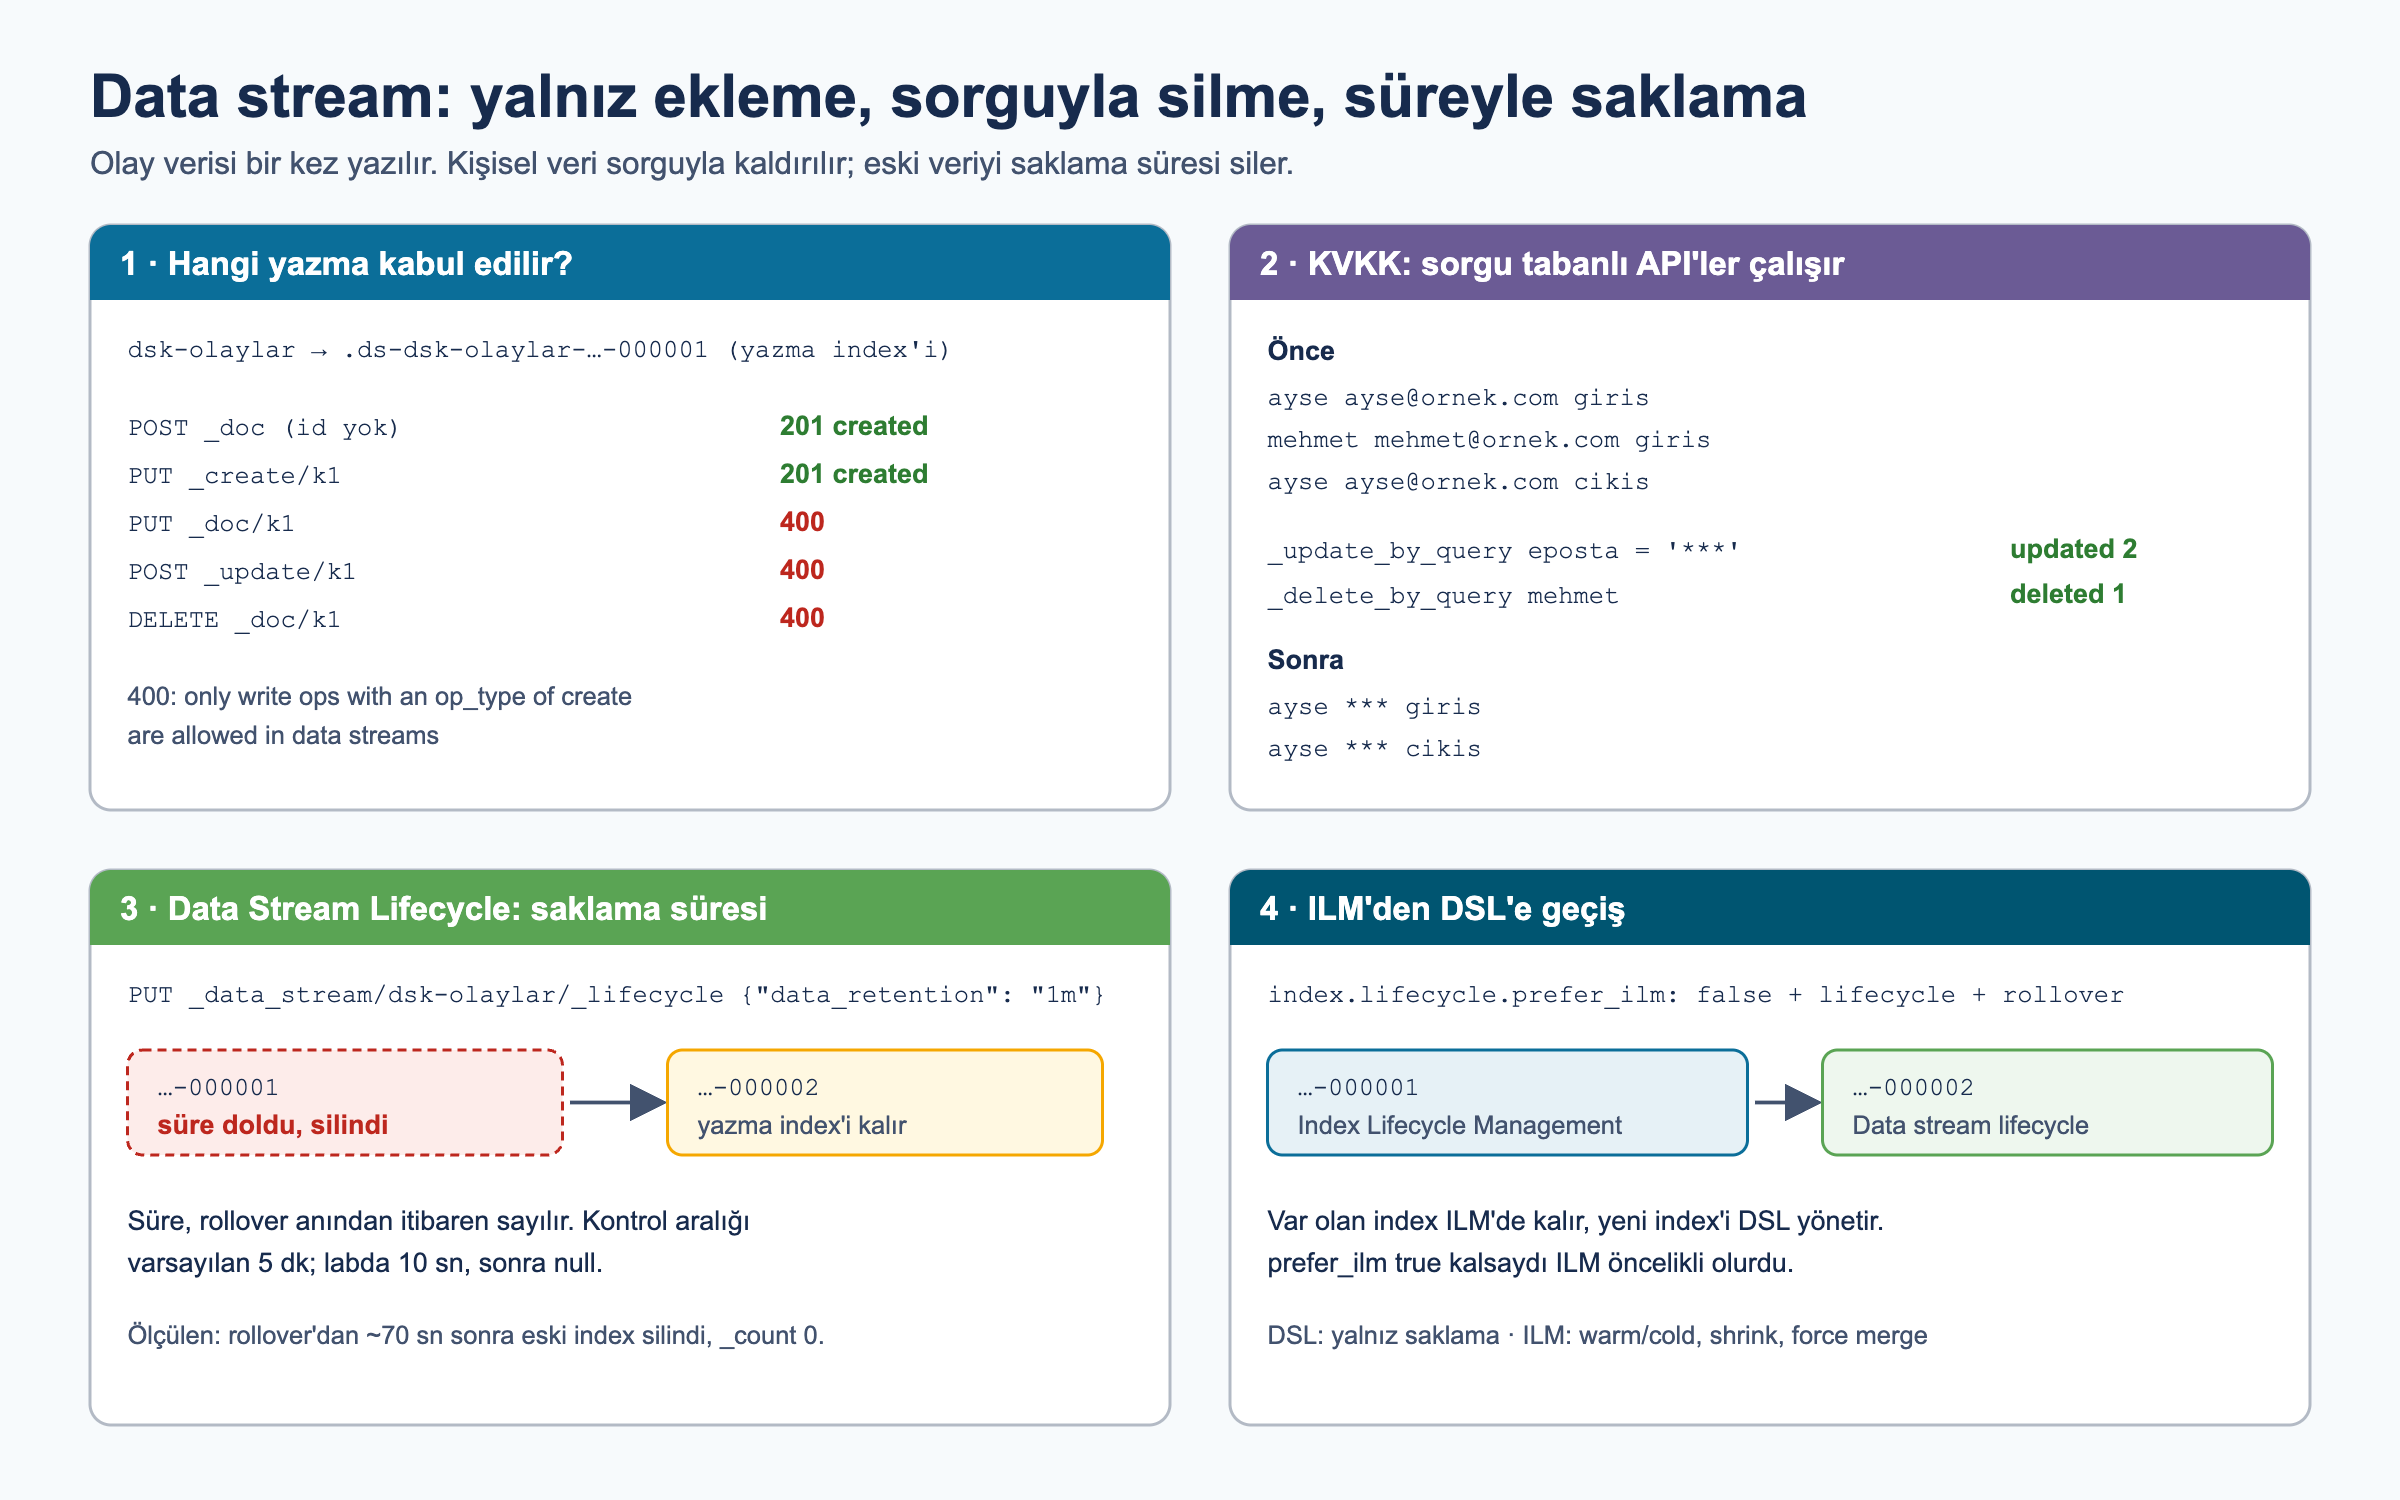 Data stream: yalnız ekleme, sorguyla silme, süreyle saklama
Olay verisi bir kez yazılır. Kişisel veri sorguyla kaldırılır; eski veriyi saklama süresi siler.
1 · Hangi yazma kabul edilir?
dsk-olaylar → .ds-dsk-olaylar-…-000001 (yazma index'i)
POST _doc (id yok) 201 created
PUT _create/k1 201 created
PUT _doc/k1 400
POST _update/k1 400
DELETE _doc/k1 400
400: only write ops with an op_type of create
are allowed in data streams
2 · KVKK: sorgu tabanlı API'ler çalışır
Önce
ayse ayse@ornek.com giris
mehmet mehmet@ornek.com giris
ayse ayse@ornek.com cikis
_update_by_query eposta = '***' updated 2
_delete_by_query mehmet deleted 1
Sonra
ayse *** giris
ayse *** cikis
3 · Data Stream Lifecycle: saklama süresi
PUT _data_stream/dsk-olaylar/_lifecycle {"data_retention": "1m"}
…-000001
süre doldu, silindi
…-000002
yazma index'i kalır
Süre, rollover anından itibaren sayılır. Kontrol aralığı
varsayılan 5 dk; labda 10 sn, sonra null.
Ölçülen: rollover'dan ~70 sn sonra eski index silindi, _count 0.
4 · ILM'den DSL'e geçiş
index.lifecycle.prefer_ilm: false + lifecycle + rollover
…-000001
Index Lifecycle Management
…-000002
Data stream lifecycle
Var olan index ILM'de kalır, yeni index'i DSL yönetir.
prefer_ilm true kalsaydı ILM öncelikli olurdu.
DSL: yalnız saklama · ILM: warm/cold, shrink, force merge